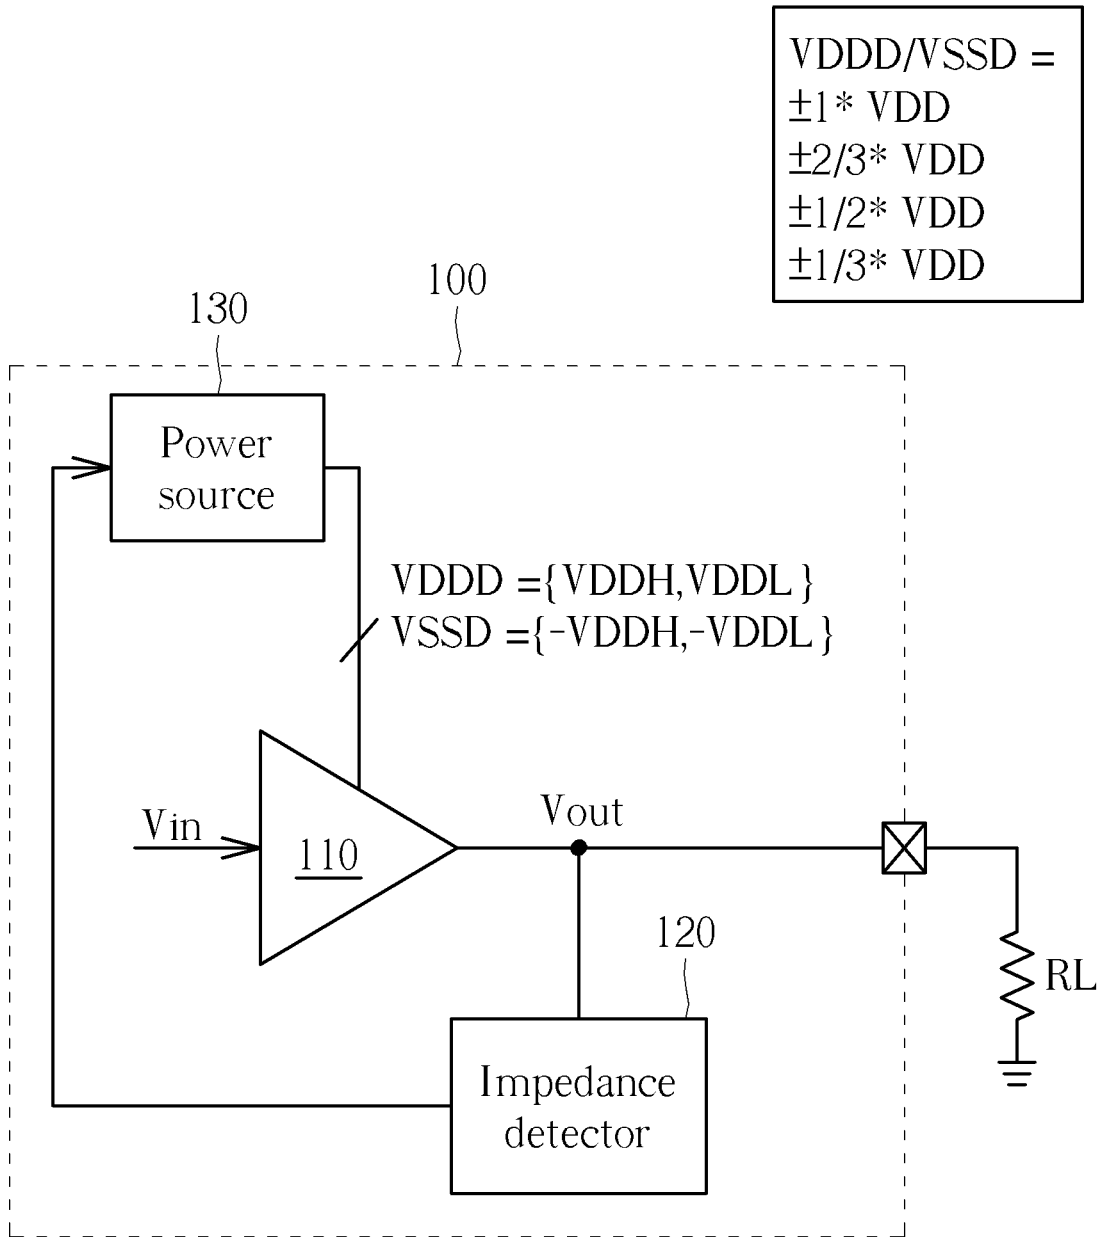 VDDD/VSSD =
±1* VDD
±2/3* VDD
±1/2* VDD
±1/3* VDD
100
130
Power
source
VDDD ={VDDH,VDDL}
VSSD ={-VDDH,-VDDL}
Vin
110
Vout
120
RL
Impedance
detector